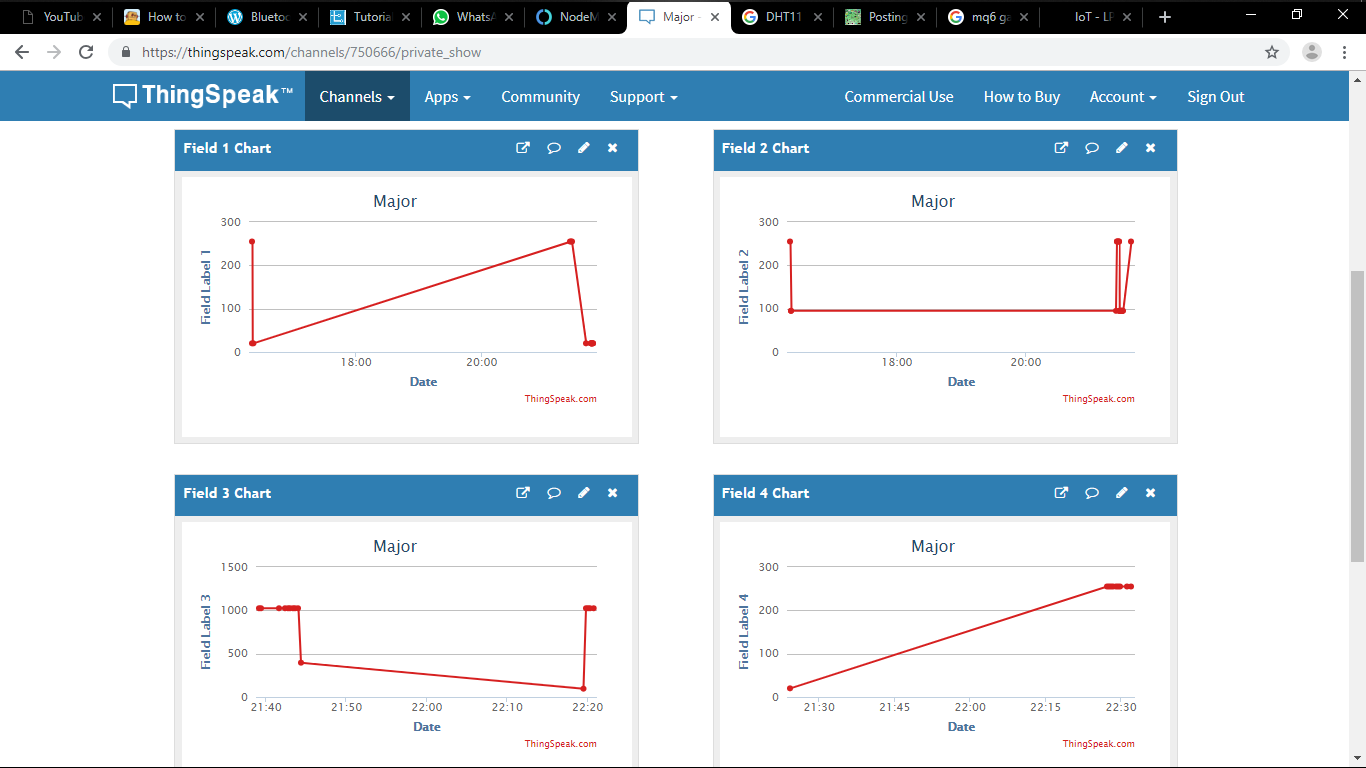 YouTub
How to
Bluetoo
Tutoria
Whats
NodeM
Major -
DHT11
Posting
mq6 ga
IoT - LF
https://thingspeak.com/channels/750666/private_show
ThingSpeak™
Channels
Apps
Community
Support
Commercial Use
How to Buy
Account
Sign Out
Field 1 Chart
Major
Field Label 1
300
200
100
0
18:00
20:00
Date
ThingSpeak.com
Field 2 Chart
Major
Field Label 2
300
200
100
0
18:00
20:00
Date
ThingSpeak.com
Field 3 Chart
Major
Field Label 3
1500
1000
500
0
21:40
21:50
22:00
22:10
22:20
Date
ThingSpeak.com
Field 4 Chart
Major
Field Label 4
300
200
100
0
21:30
21:45
22:00
22:15
22:30
Date
ThingSpeak.com